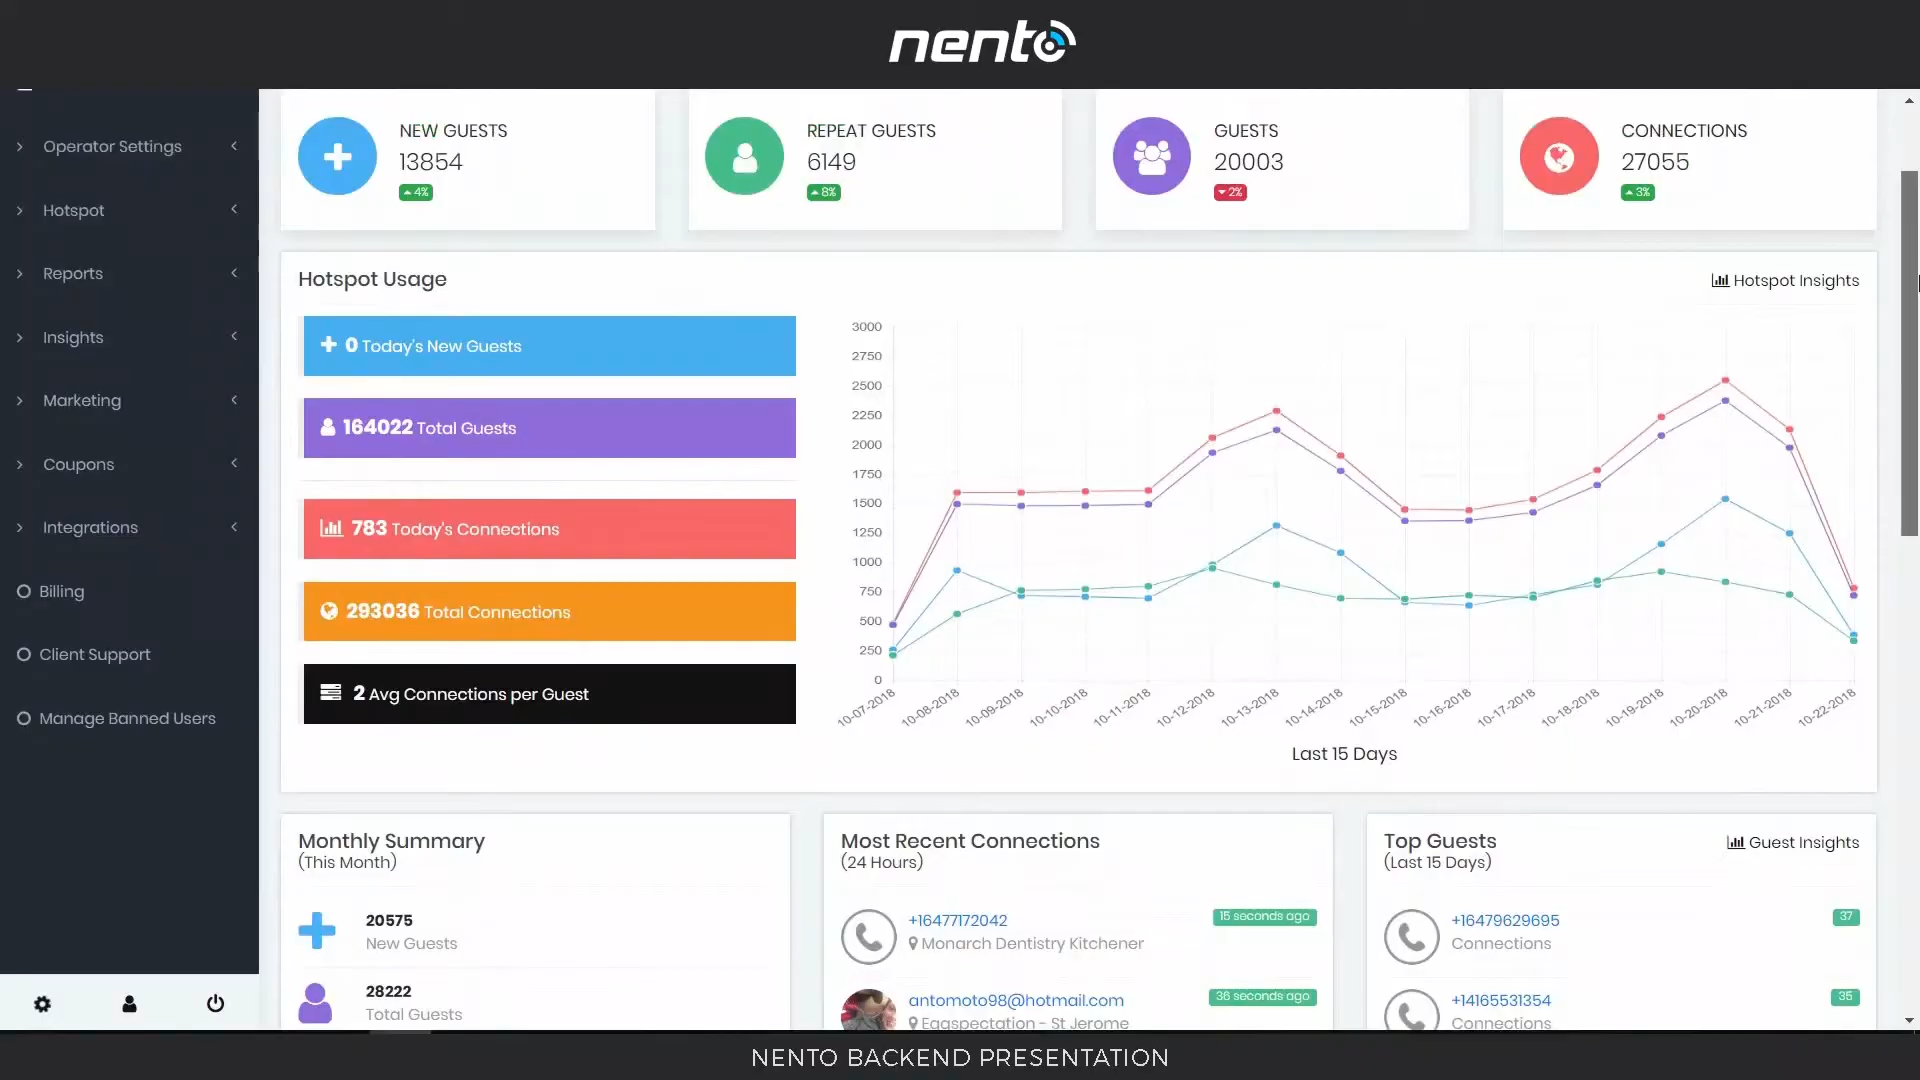 nento
Operator Settings
Hotspot
Reports
Insights
Marketing
Coupons
Integrations
Billing
Client Support
Manage Banned Users
NEW GUESTS
13854
4%
REPEAT GUESTS
6149
8%
GUESTS
20003
2%
CONNECTIONS
27055
3%
Hotspot Usage
Hotspot Insights
0 Today's New Guests
164022 Total Guests
783 Today's Connections
293036 Total Connections
2 Avg Connections per Guest
3000
2750
2500
2250
2000
1750
1500
1250
1000
750
500
250
0
10-07-2018
10-08-2018
10-09-2018
10-10-2018
10-11-2018
10-12-2018
10-13-2018
10-14-2018
10-15-2018
10-16-2018
10-17-2018
10-18-2018
10-19-2018
10-20-2018
10-21-2018
10-22-2018
Last 15 Days
Monthly Summary
(This Month)
20575
New Guests
28222
Total Guests
Most Recent Connections
(24 Hours)
+16477172042
15 seconds ago
Monarch Dentistry Kitchener
antomoto98@hotmail.com
36 seconds ago
Eggspectation - St Jerome
Top Guests
(Last 15 Days)
Guest Insights
+16479629695
37
Connections
+14165531354
35
Connections
NENTO BACKEND PRESENTATION